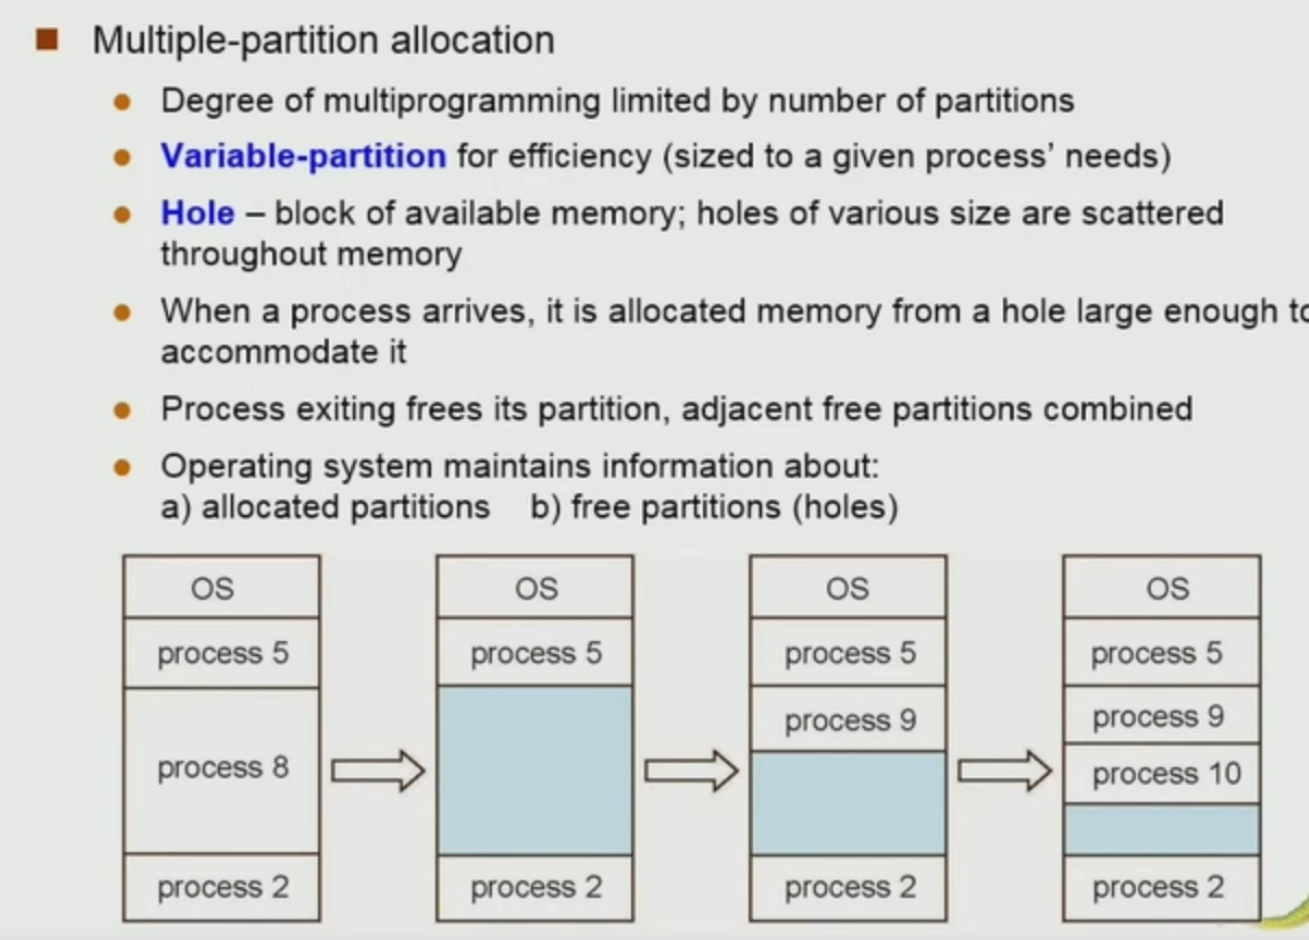 Multiple-partition allocation
Degree of multiprogramming limited by number of partitions
Variable-partition for efficiency (sized to a given process' needs)
Hole – block of available memory; holes of various size are scattered
throughout memory
When a process arrives, it is allocated memory from a hole large enough to
accommodate it
Process exiting frees its partition, adjacent free partitions combined
Operating system maintains information about:
a) allocated partitions b) free partitions (holes)
OS
process 5
process 8
process 2
OS
process 5
process 2
OS
process 5
process 9
process 2
OS
process 5
process 9
process 10
process 2